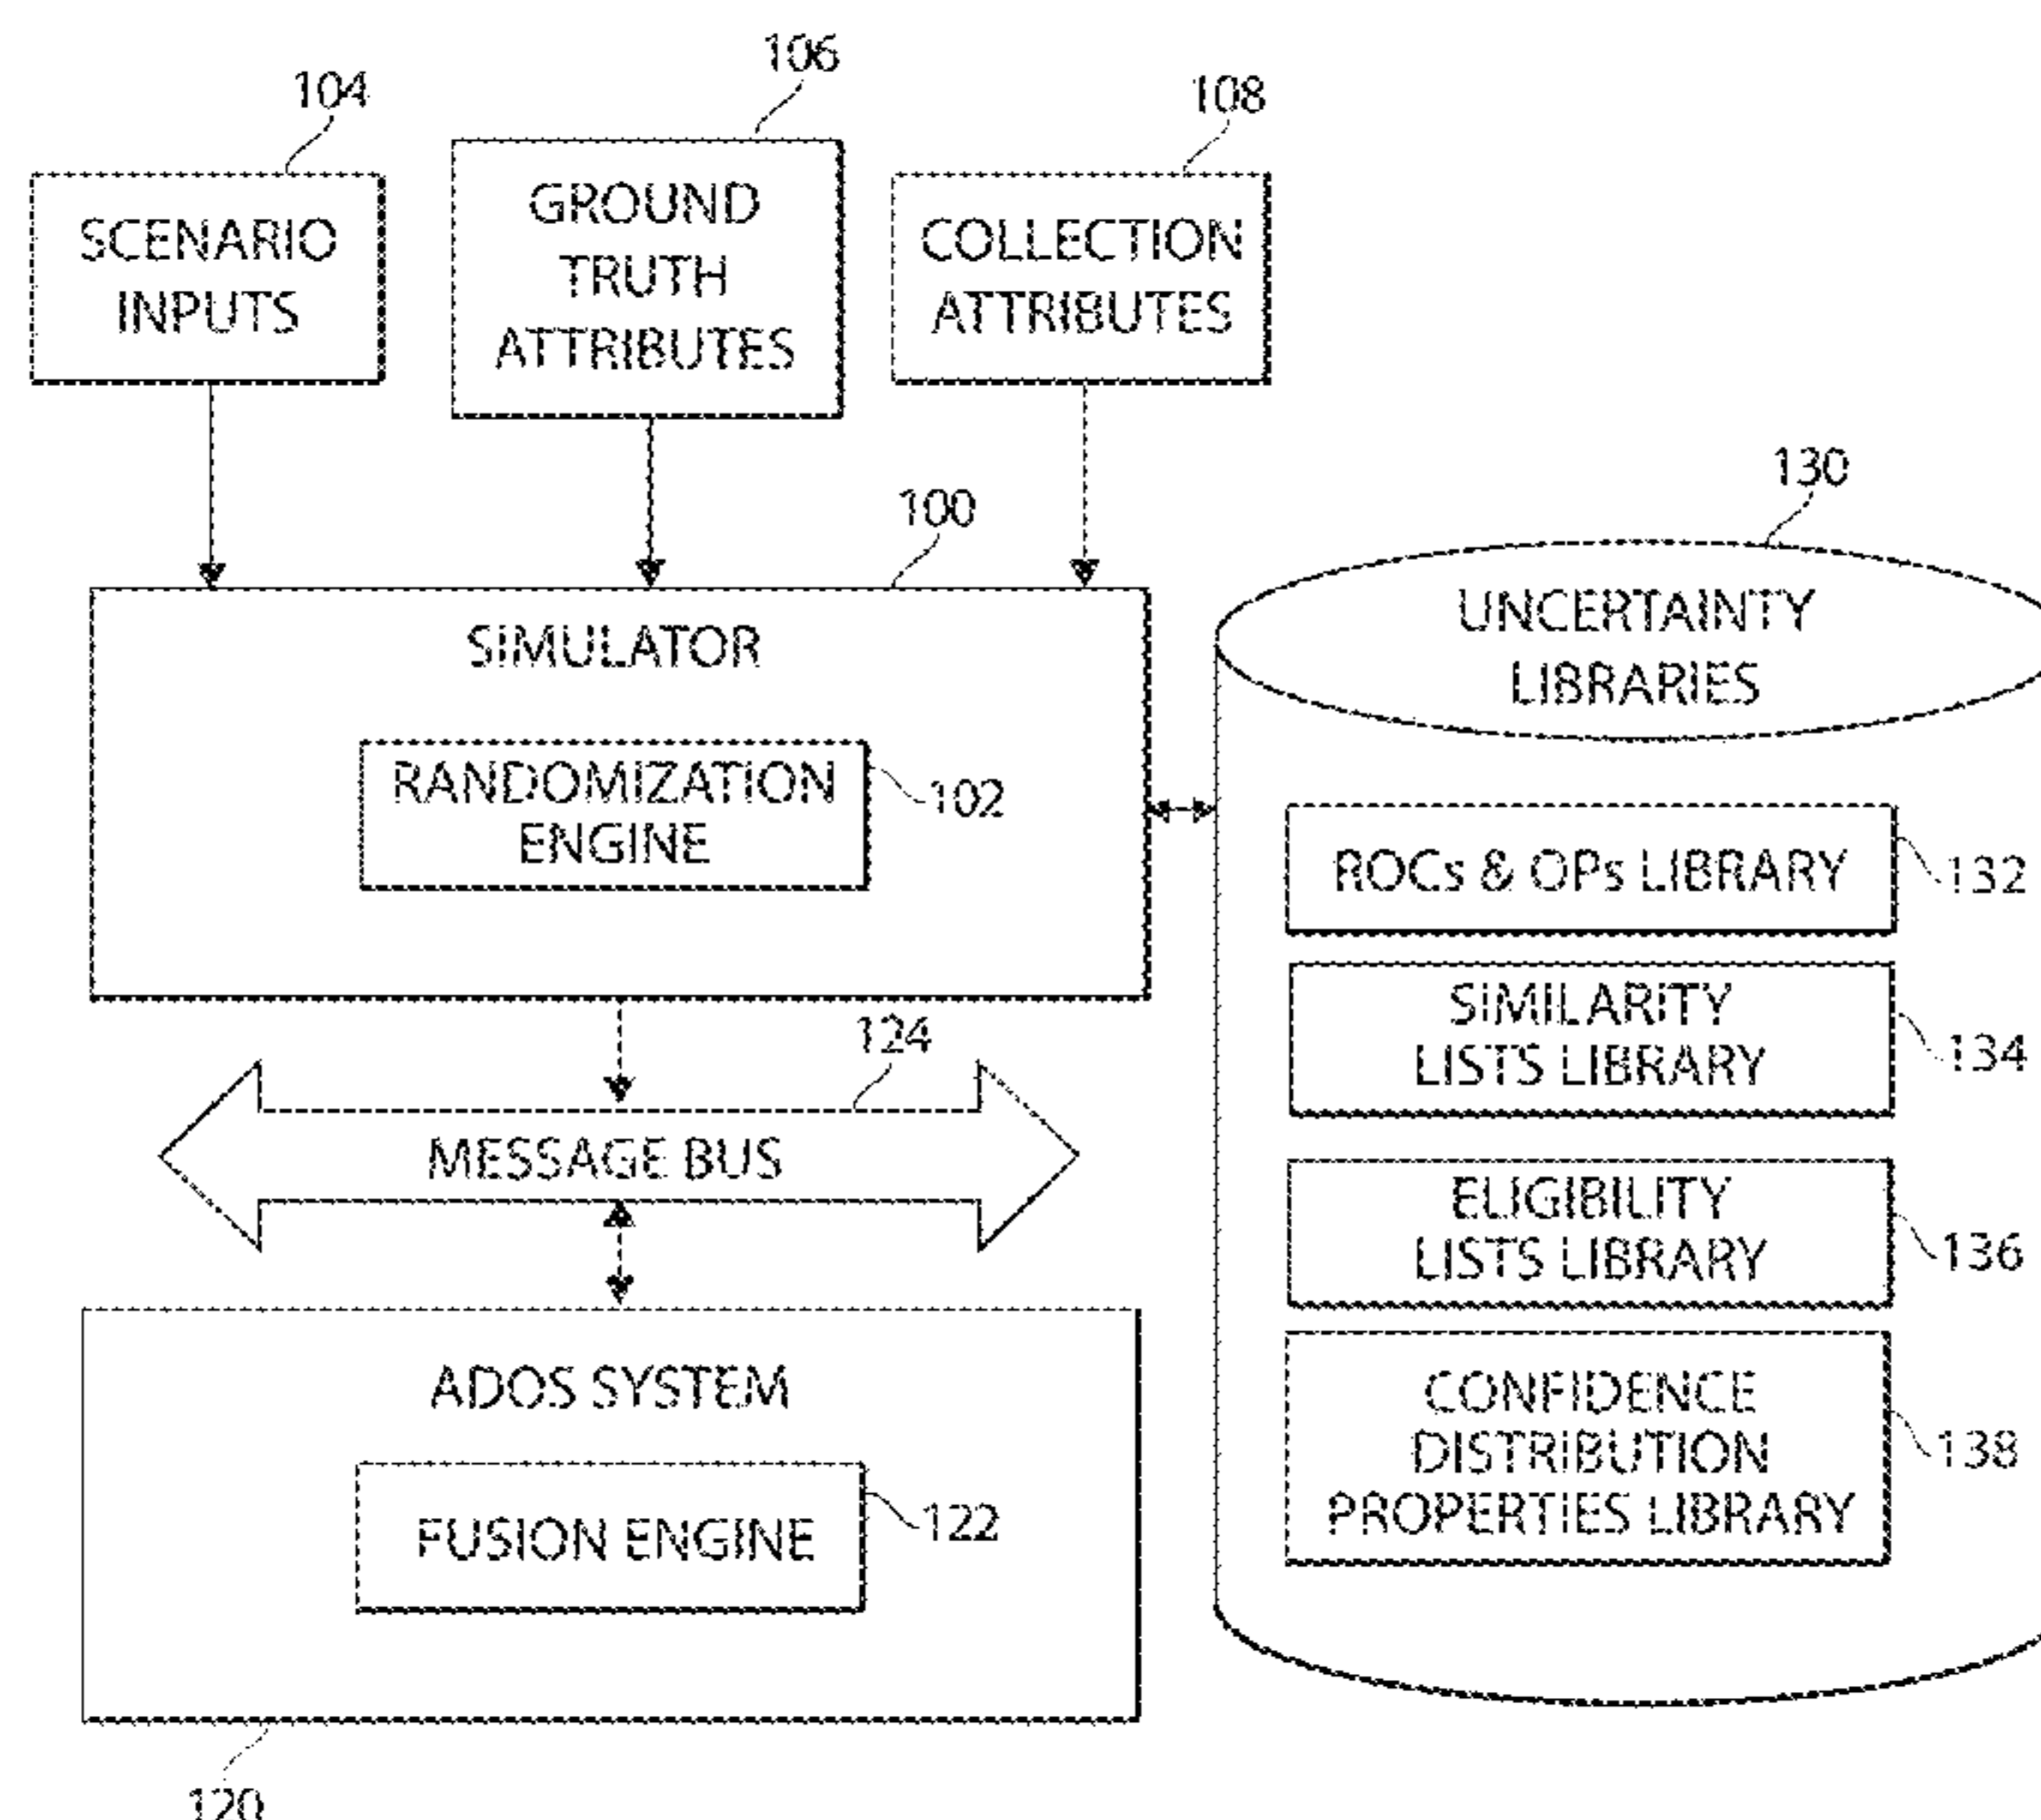 106
104
108
SCENARIO
INPUTS
GROUND
TRUTH
ATTRIBUTES
COLLECTION
ATTRIBUTES
100
130
SIMULATOR
RANDOMIZATION
ENGINE
102
UNCERTAINTY
LIBRARIES
ROCs & OPs LIBRARY
132
SIMILARITY
LISTS LIBRARY
134
ELIGIBILITY
LISTS LIBRARY
136
CONFIDENCE
DISTRIBUTION
PROPERTIES LIBRARY
138
124
MESSAGE BUS
ADOS SYSTEM
FUSION ENGINE
122
120